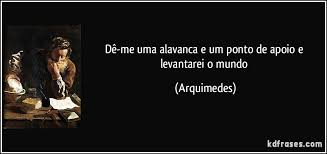 Dê-me uma alavanca e um ponto de apoio e
levantarei o mundo
(Arquimedes)
kdfrases.com